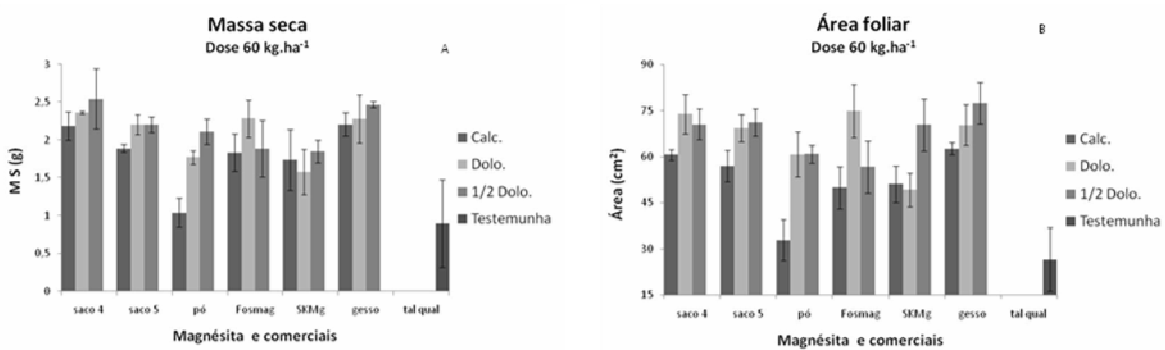 Massa seca
Dose 60 kg.ha⁻¹
A
3
2.5
2
1.5
1
0.5
0
M S (g)
saco 4 saco 5 pó Fosmag SKMg gesso tal qual
Magnésita e comerciais
Calc.
Dolo.
1/2 Dolo.
Testemunha
Área foliar
Dose 60 kg.ha⁻¹
B
90
75
60
45
30
15
Área (cm²)
saco 4 saco 5 pó Fosmag SKMg gesso tal qual
Magnésita e comerciais
Calc.
Dolo.
1/2 Dolo.
Testemunha